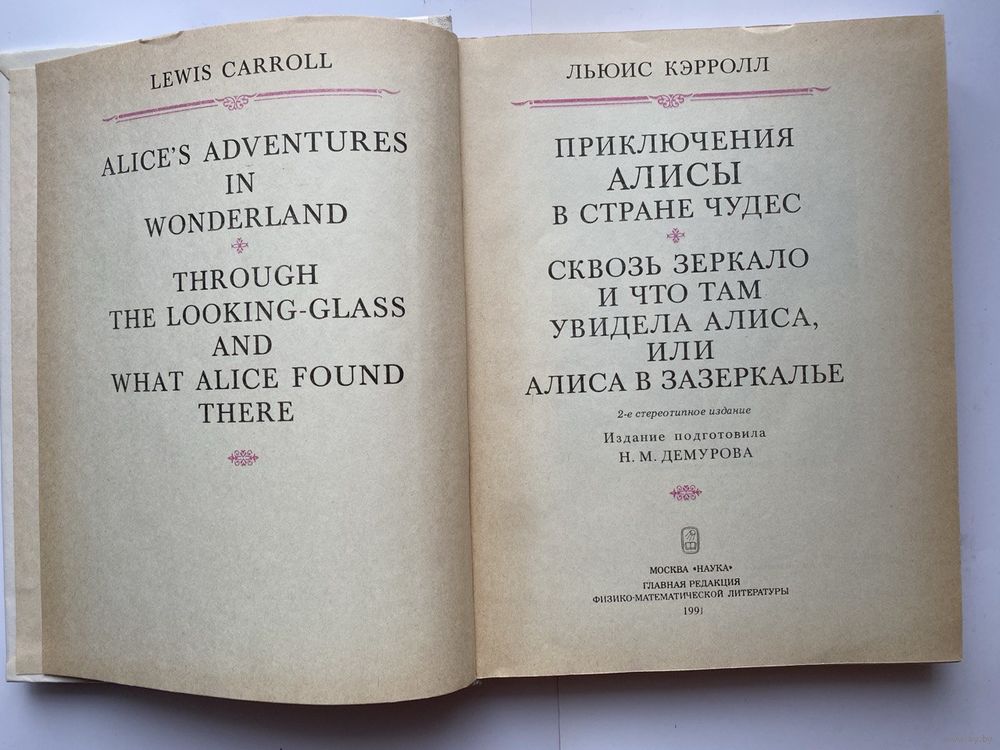 LEWIS CARROLL
ALICE'S ADVENTURES
IN
WONDERLAND
THROUGH
THE LOOKING-GLASS
AND
WHAT ALICE FOUND
THERE
ЛЬЮИС КЭРРОЛЛ
ПРИКЛЮЧЕНИЯ
АЛИСЫ
В СТРАНЕ ЧУДЕС
СКВОЗЬ ЗЕРКАЛО
И ЧТО ТАМ
УВИДЕЛА АЛИСА,
ИЛИ
АЛИСА В ЗАЗЕРКАЛЬЕ
2-е стереотипное издание
Издание подготовила
Н. М. ДЕМУРОВА
МОСКВА «НАУКА»
ГЛАВНАЯ РЕДАКЦИЯ
ФИЗИКО-МАТЕМАТИЧЕСКОЙ ЛИТЕРАТУРЫ
1991